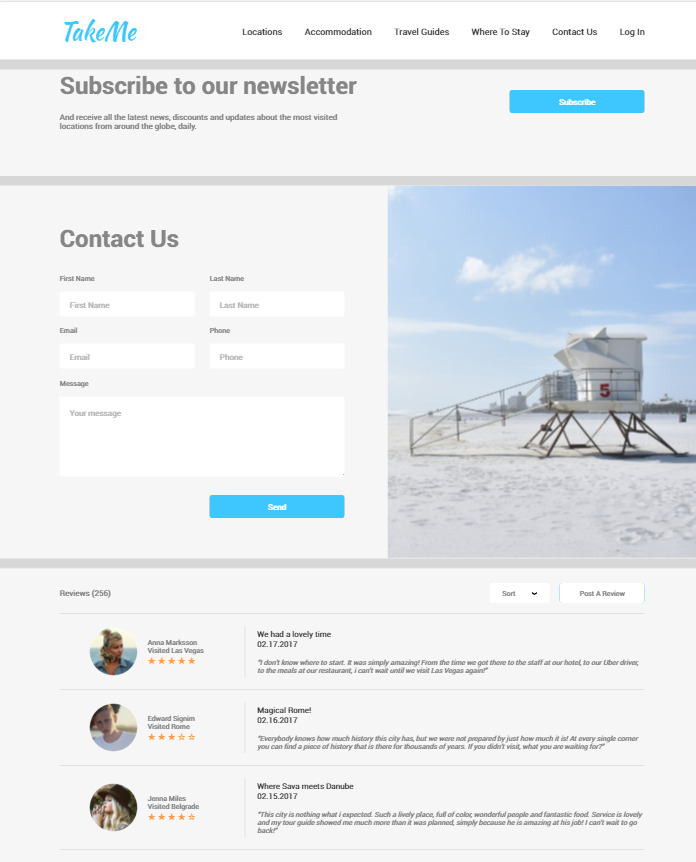 TakeMe
Locations Accommodation Travel Guides Where To Stay Contact Us Log In
Subscribe to our newsletter
And receive all the latest news, discounts and updates about the most visited
locations from around the globe, daily.
Subscribe
Contact Us
First Name Last Name
First Name Last Name
Email Phone
Email Phone
Message
Your message
Send
5
Reviews (256)
Sort
Post A Review
Anna Marksson
Visited Las Vegas
We had a lovely time
02.17.2017
"I don't know where to start. It was simply amazing! From the time we got there to the staff at our hotel, to our Uber driver,
to the meals at our restaurant, i can't wait until we visit Las Vegas again!"
Edward Signim
Visited Rome
Magical Rome!
02.16.2017
"Everybody knows how much history this city has, but we were not prepared by just how much it is! At every single corner
you can find a piece of history that is there for thousands of years. If you didn't visit, what you are waiting for?"
Jenna Miles
Visited Belgrade
Where Sava meets Danube
02.15.2017
"This city is nothing what i expected. Such a lively place, full of color, wonderful people and fantastic food. Service is lovely
and my tour guide showed me much more than it was planned, simply because he is amazing at his job! I can't wait to go
back!"